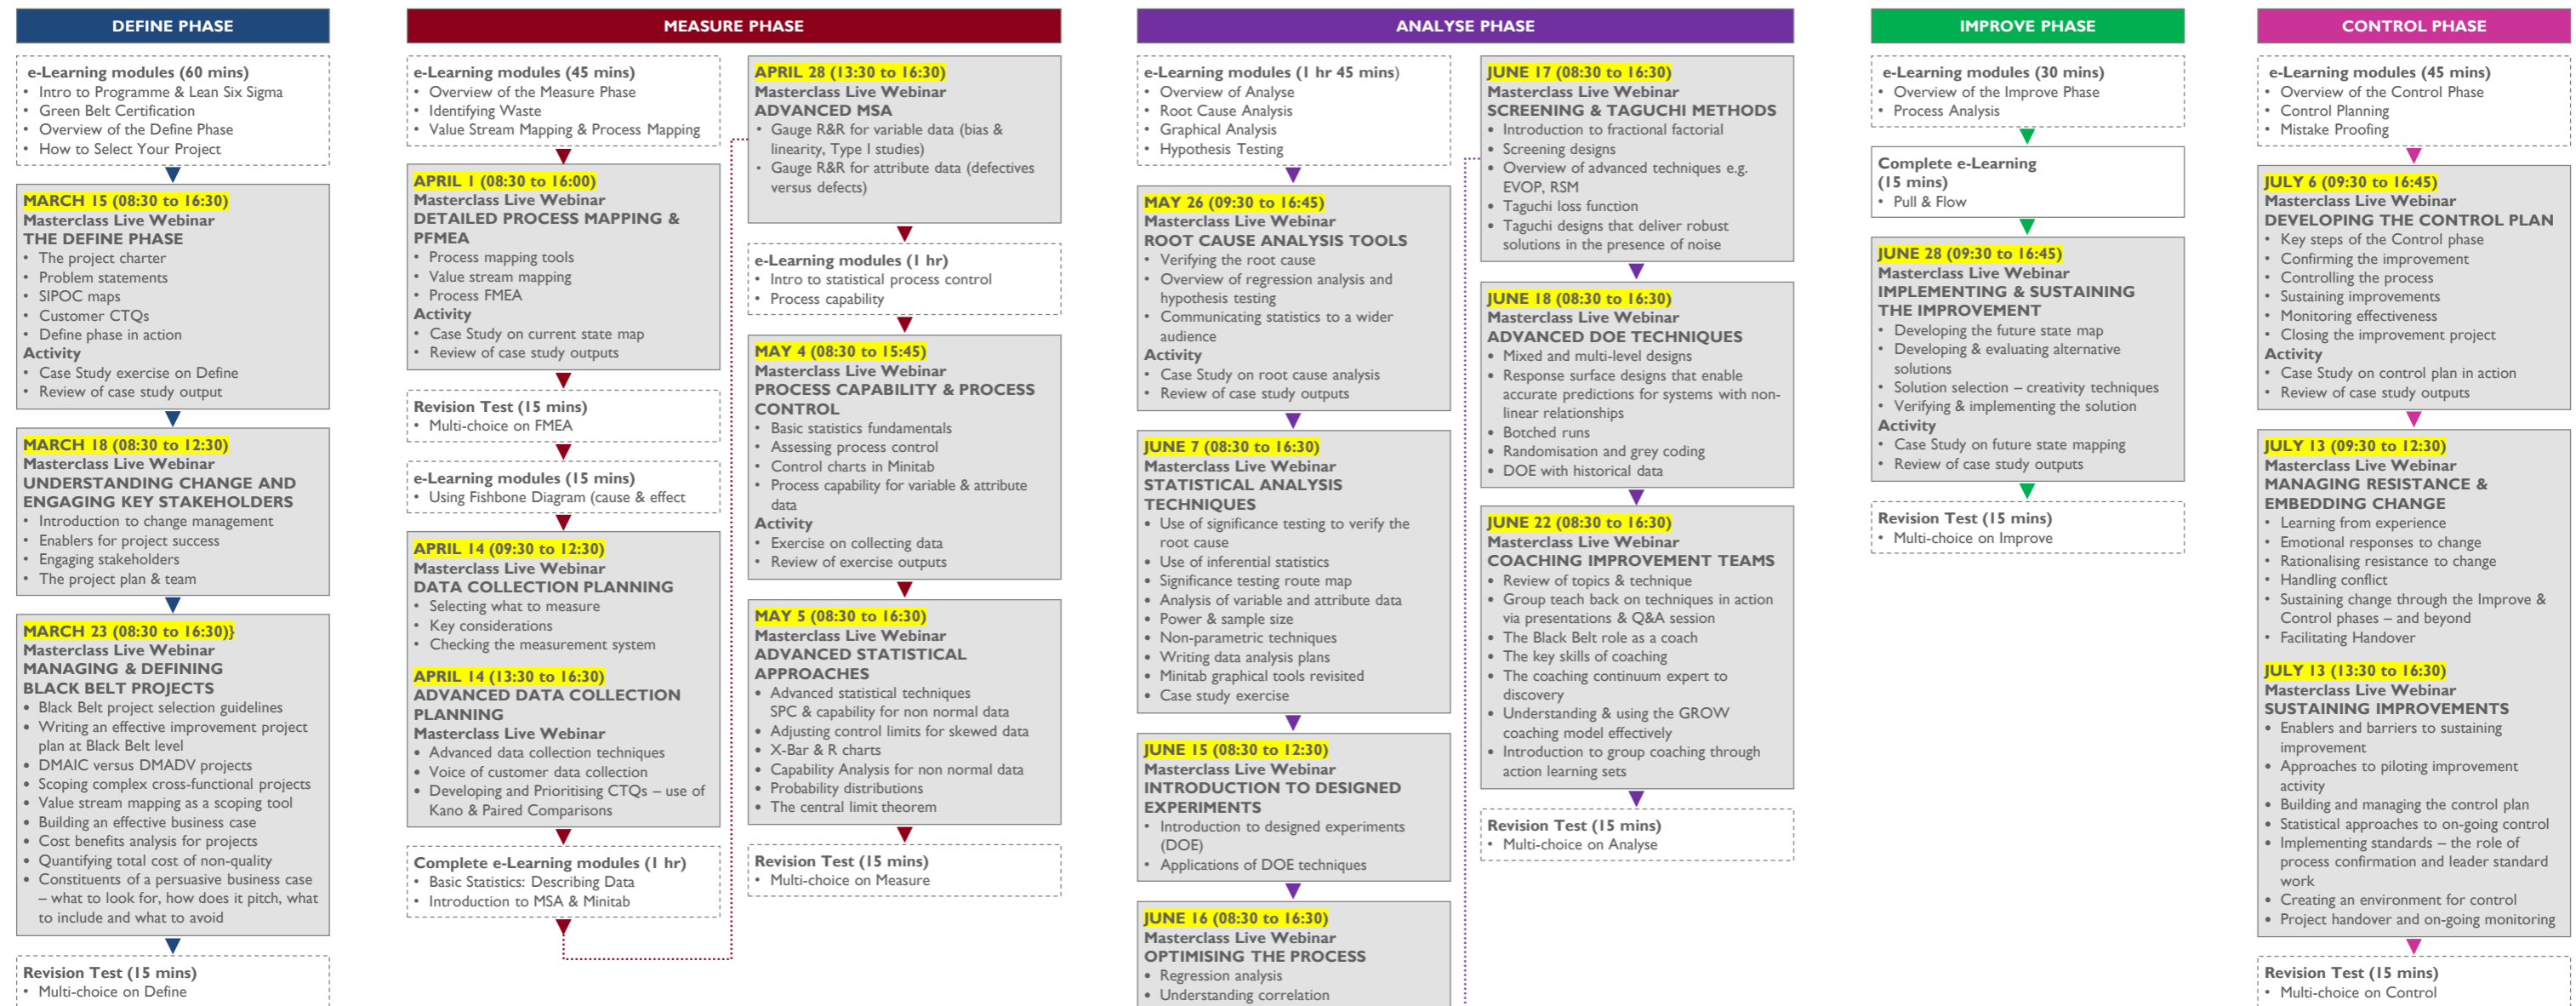 DEFINE PHASE
e-Learning modules (60 mins)
• Intro to Programme & Lean Six Sigma
• Green Belt Certification
• Overview of the Define Phase
• How to Select Your Project
MARCH 15 (08:30 to 16:30)
Masterclass Live Webinar
THE DEFINE PHASE
• The project charter
• Problem statements
• SIPOC maps
• Customer CTQs
• Define phase in action
Activity
• Case Study exercise on Define
• Review of case study output
MARCH 18 (08:30 to 12:30)
Masterclass Live Webinar
UNDERSTANDING CHANGE AND
ENGAGING KEY STAKEHOLDERS
• Introduction to change management
• Enablers for project success
• Engaging stakeholders
• The project plan & team
MARCH 23 (08:30 to 16:30)}
Masterclass Live Webinar
MANAGING & DEFINING
BLACK BELT PROJECTS
• Black Belt project selection guidelines
• Writing an effective improvement project
plan at Black Belt level
• DMAIC versus DMADV projects
• Scoping complex cross-functional projects
• Value stream mapping as a scoping tool
• Building an effective business case
• Cost benefits analysis for projects
• Quantifying total cost of non-quality
• Constituents of a persuasive business case
– what to look for, how does it pitch, what
to include and what to avoid
Revision Test (15 mins)
• Multi-choice on Define
MEASURE PHASE
e-Learning modules (45 mins)
• Overview of the Measure Phase
• Identifying Waste
• Value Stream Mapping & Process Mapping
APRIL 1 (08:30 to 16:00)
Masterclass Live Webinar
DETAILED PROCESS MAPPING &
PFMEA
• Process mapping tools
• Value stream mapping
• Process FMEA
Activity
• Case Study on current state map
• Review of case study outputs
Revision Test (15 mins)
• Multi-choice on FMEA
e-Learning modules (15 mins)
• Using Fishbone Diagram (cause & effect
APRIL 14 (09:30 to 12:30)
Masterclass Live Webinar
DATA COLLECTION PLANNING
• Selecting what to measure
• Key considerations
• Checking the measurement system
APRIL 14 (13:30 to 16:30)
ADVANCED DATA COLLECTION
PLANNING
Masterclass Live Webinar
• Advanced data collection techniques
• Voice of customer data collection
• Developing and Prioritising CTQs – use of
Kano & Paired Comparisons
Complete e-Learning modules (1 hr)
• Basic Statistics: Describing Data
• Introduction to MSA & Minitab
APRIL 28 (13:30 to 16:30)
Masterclass Live Webinar
ADVANCED MSA
• Gauge R&R for variable data (bias &
linearity, Type I studies)
• Gauge R&R for attribute data (defectives
versus defects)
e-Learning modules (1 hr)
• Intro to statistical process control
• Process capability
MAY 4 (08:30 to 15:45)
Masterclass Live Webinar
PROCESS CAPABILITY & PROCESS
CONTROL
• Basic statistics fundamentals
• Assessing process control
• Control charts in Minitab
• Process capability for variable & attribute
data
Activity
• Exercise on collecting data
• Review of exercise outputs
MAY 5 (08:30 to 16:30)
Masterclass Live Webinar
ADVANCED STATISTICAL
APPROACHES
• Advanced statistical techniques
SPC & capability for non normal data
• Adjusting control limits for skewed data
• X-Bar & R charts
• Capability Analysis for non normal data
• Probability distributions
• The central limit theorem
Revision Test (15 mins)
• Multi-choice on Measure
ANALYSE PHASE
e-Learning modules (1 hr 45 mins)
• Overview of Analyse
• Root Cause Analysis
• Graphical Analysis
• Hypothesis Testing
MAY 26 (09:30 to 16:45)
Masterclass Live Webinar
ROOT CAUSE ANALYSIS TOOLS
• Verifying the root cause
• Overview of regression analysis and
hypothesis testing
• Communicating statistics to a wider
audience
Activity
• Case Study on root cause analysis
• Review of case study outputs
JUNE 7 (08:30 to 16:30)
Masterclass Live Webinar
STATISTICAL ANALYSIS
TECHNIQUES
• Use of significance testing to verify the
root cause
• Use of inferential statistics
• Significance testing route map
• Analysis of variable and attribute data
• Power & sample size
• Non-parametric techniques
• Writing data analysis plans
• Minitab graphical tools revisited
• Case study exercise
JUNE 15 (08:30 to 12:30)
Masterclass Live Webinar
INTRODUCTION TO DESIGNED
EXPERIMENTS
• Introduction to designed experiments
(DOE)
• Applications of DOE techniques
JUNE 16 (08:30 to 16:30)
Masterclass Live Webinar
OPTIMISING THE PROCESS
• Regression analysis
• Understanding correlation
JUNE 17 (08:30 to 16:30)
Masterclass Live Webinar
SCREENING & TAGUCHI METHODS
• Introduction to fractional factorial
• Screening designs
• Overview of advanced techniques e.g.
EVOP, RSM
• Taguchi loss function
• Taguchi designs that deliver robust
solutions in the presence of noise
JUNE 18 (08:30 to 16:30)
Masterclass Live Webinar
ADVANCED DOE TECHNIQUES
• Mixed and multi-level designs
• Response surface designs that enable
accurate predictions for systems with non-
linear relationships
• Botched runs
• Randomisation and grey coding
• DOE with historical data
JUNE 22 (08:30 to 16:30)
Masterclass Live Webinar
COACHING IMPROVEMENT TEAMS
• Review of topics & technique
• Group teach back on techniques in action
via presentations & Q&A session
• The Black Belt role as a coach
• The key skills of coaching
• The coaching continuum expert to
discovery
• Understanding & using the GROW
coaching model effectively
• Introduction to group coaching through
action learning sets
Revision Test (15 mins)
• Multi-choice on Analyse
IMPROVE PHASE
e-Learning modules (30 mins)
• Overview of the Improve Phase
• Process Analysis
Complete e-Learning
(15 mins)
• Pull & Flow
JUNE 28 (09:30 to 16:45)
Masterclass Live Webinar
IMPLEMENTING & SUSTAINING
THE IMPROVEMENT
• Developing the future state map
• Developing & evaluating alternative
solutions
• Solution selection – creativity techniques
• Verifying & implementing the solution
Activity
• Case Study on future state mapping
• Review of case study outputs
Revision Test (15 mins)
• Multi-choice on Improve
CONTROL PHASE
e-Learning modules (45 mins)
• Overview of the Control Phase
• Control Planning
• Mistake Proofing
JULY 6 (09:30 to 16:45)
Masterclass Live Webinar
DEVELOPING THE CONTROL PLAN
• Key steps of the Control phase
• Confirming the improvement
• Controlling the process
• Sustaining improvements
• Monitoring effectiveness
• Closing the improvement project
Activity
• Case Study on control plan in action
• Review of case study outputs
JULY 13 (09:30 to 12:30)
Masterclass Live Webinar
MANAGING RESISTANCE &
EMBEDDING CHANGE
• Learning from experience
• Emotional responses to change
• Rationalising resistance to change
• Handling conflict
• Sustaining change through the Improve &
Control phases – and beyond
• Facilitating Handover
JULY 13 (13:30 to 16:30)
Masterclass Live Webinar
SUSTAINING IMPROVEMENTS
• Enablers and barriers to sustaining
improvement
• Approaches to piloting improvement
activity
• Building and managing the control plan
• Statistical approaches to on-going control
• Implementing standards – the role of
process confirmation and leader standard
work
• Creating an environment for control
• Project handover and on-going monitoring
Revision Test (15 mins)
• Multi-choice on Control